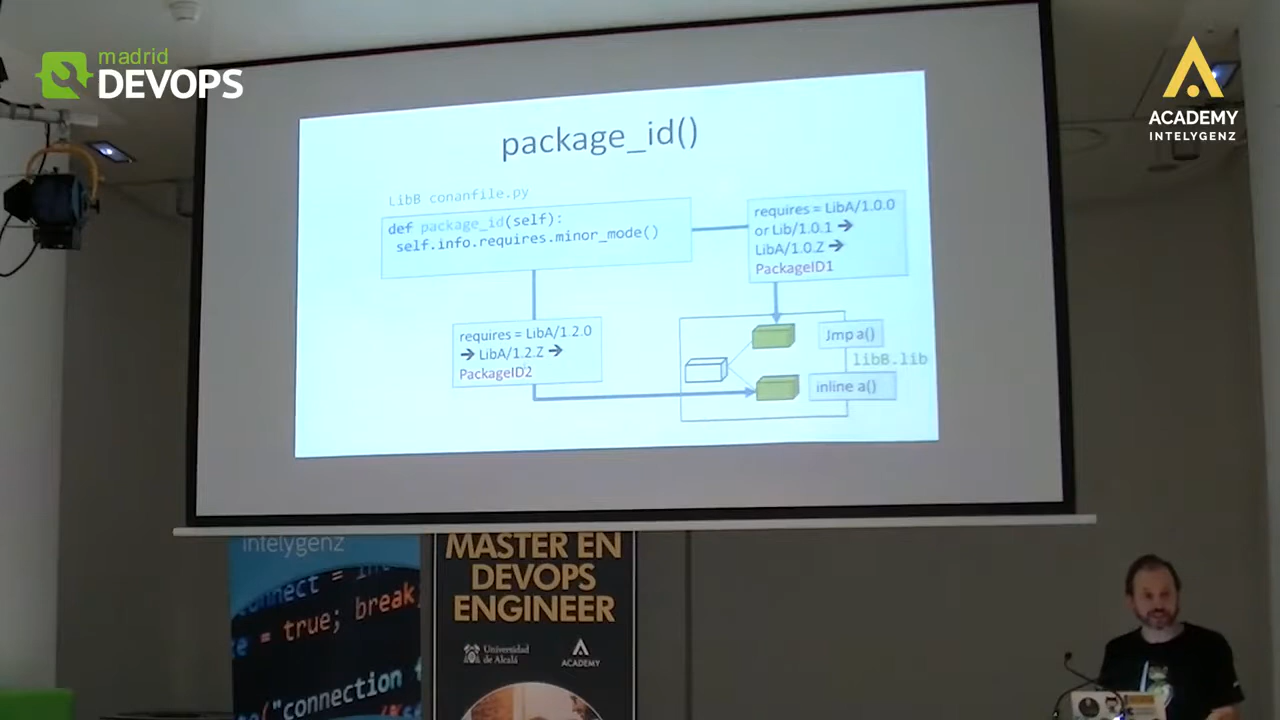 madrid
DEVOPS
ACADEMY
INTELYGENZ
package_id()
LibB conanfile.py
def package_id(self):
self.info.requires.minor_mode()
requires = LibA/1.0.0
or Lib/1.0.1 ➔
LibA/1.0.Z ➔
PackageID1
requires = LibA/1.2.0
➔ LibA/1.2.Z ➔
PackageID2
Jmp a()
libB.lib
inline a()
intelygenz
= true; break
("connection
MASTER EN
DEVOPS
ENGINEER
Universidad
de Alcalá
ACADEMY